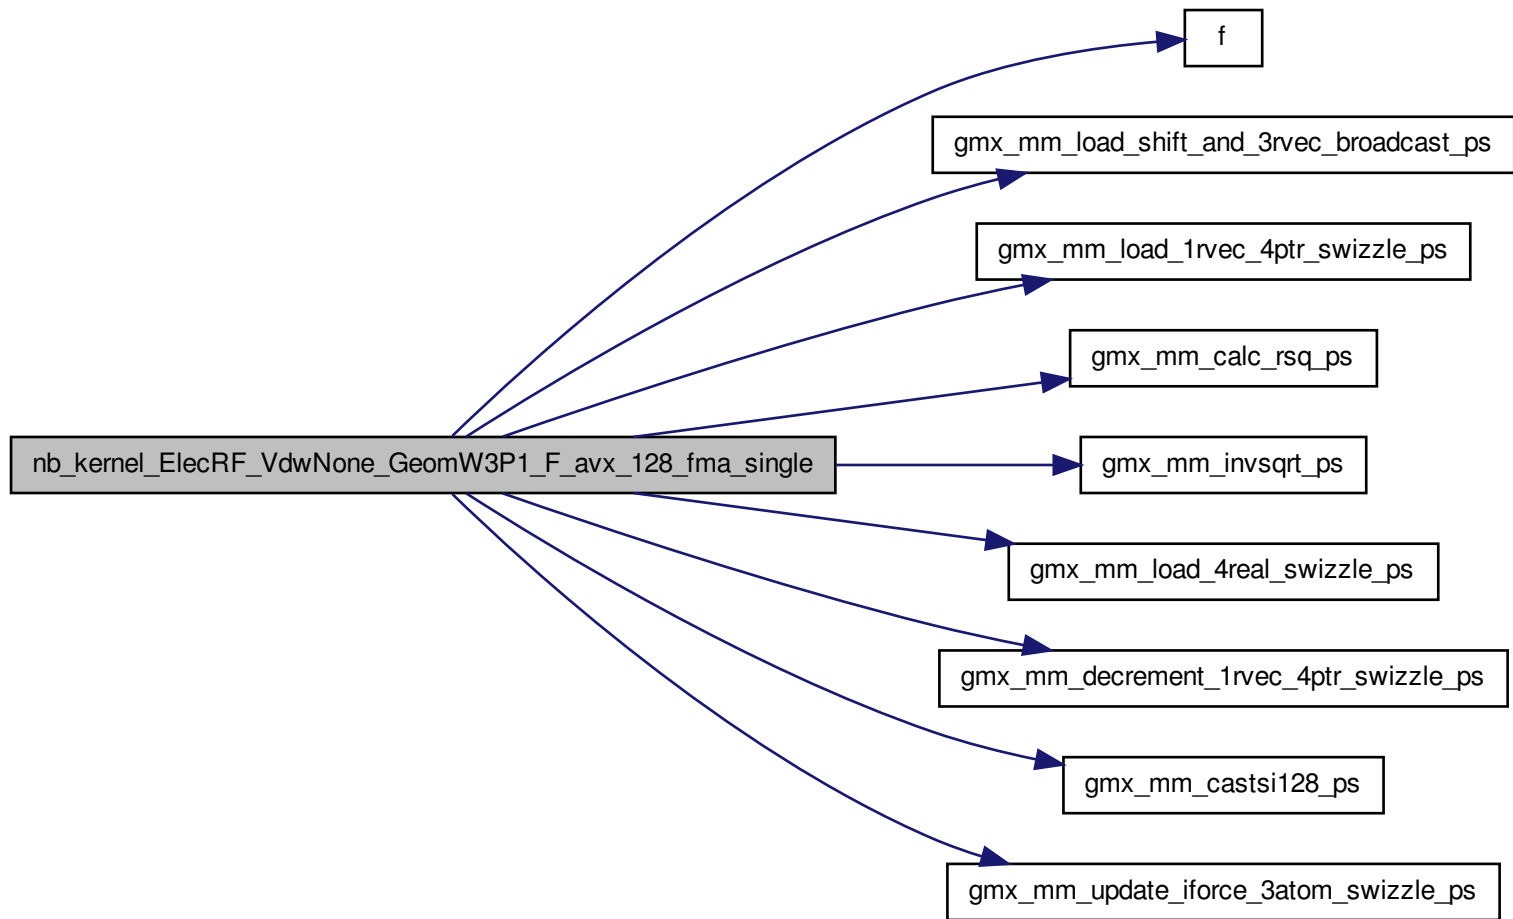 f
gmx_mm_load_shift_and_3rvec_broadcast_ps
gmx_mm_load_1rvec_4ptr_swizzle_ps
gmx_mm_calc_rsq_ps
nb_kernel_ElecRF_VdwNone_GeomW3P1_F_avx_128_fma_single
gmx_mm_invsqrt_ps
gmx_mm_load_4real_swizzle_ps
gmx_mm_decrement_1rvec_4ptr_swizzle_ps
gmx_mm_castsi128_ps
gmx_mm_update_iforce_3atom_swizzle_ps